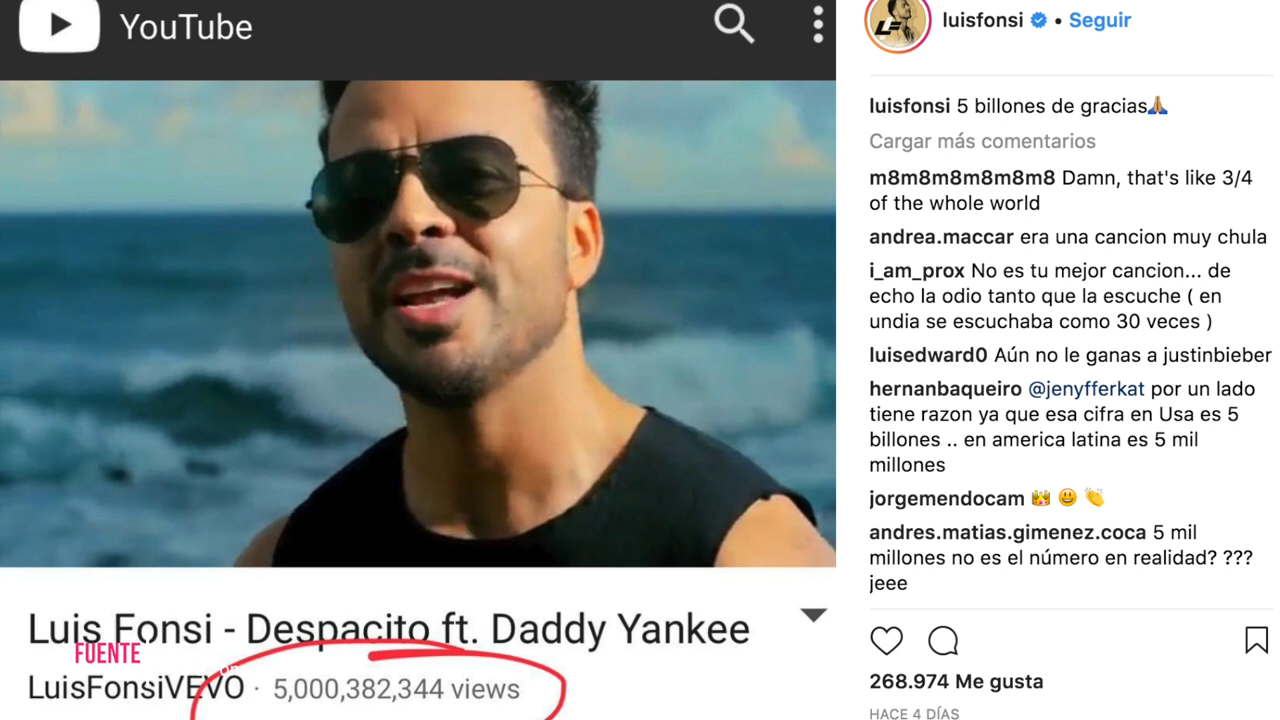 YouTube
Luis Fonsi - Despacito ft. Daddy Yankee
FUENTE
LuisFonsiVEVO · 5,000,382,344 views
luisfonsi • Seguir
luisfonsi 5 billones de gracias🙏🏽
Cargar más comentarios
m8m8m8m8m8m8 Damn, that's like 3/4
of the whole world
andrea.maccar era una cancion muy chula
i_am_prox No es tu mejor cancion... de
echo la odio tanto que la escuche ( en
undia se escuchaba como 30 veces )
luisedward0 Aún no le ganas a justinbieber
hernanbaqueiro @jenyfferkat por un lado
tiene razon ya que esa cifra en Usa es 5
billones .. en america latina es 5 mil
millones
jorgemendocam 👑😃👏
andres.matias.gimenez.coca 5 mil
millones no es el número en realidad? ???
jeee
268.974 Me gusta
HACE 4 DÍAS